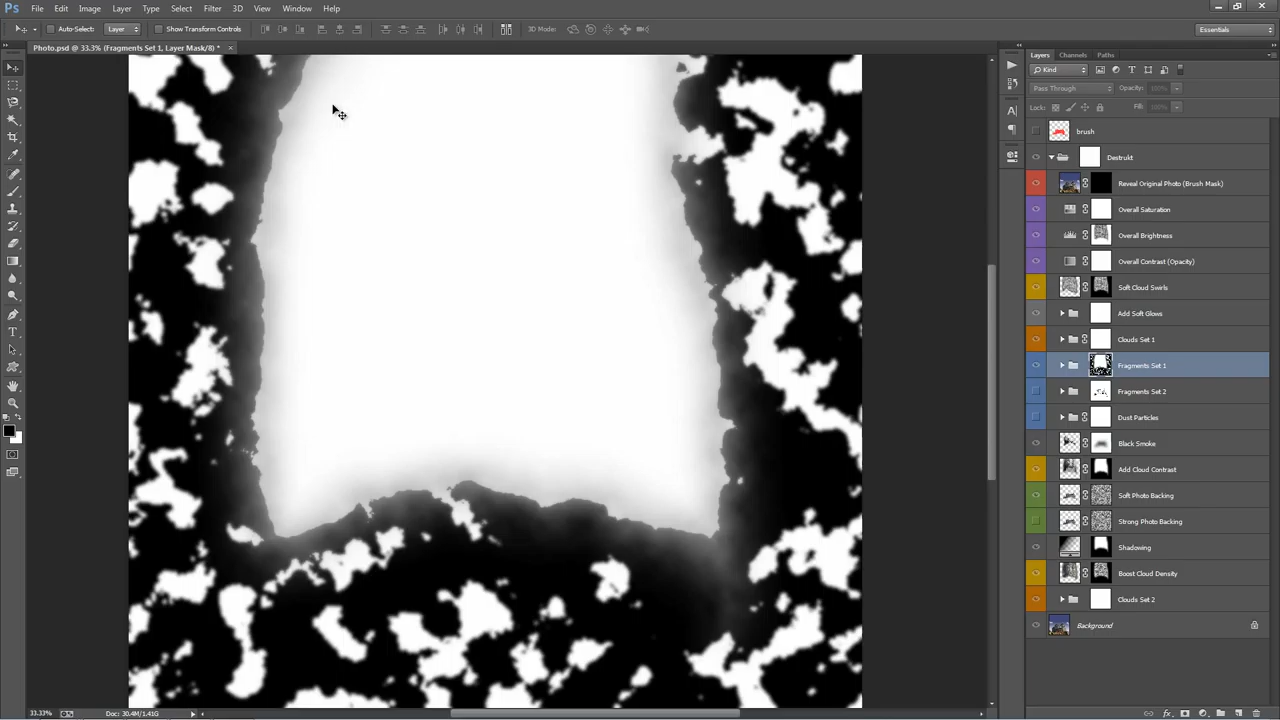 Ps File Edit Image Layer Type Select Filter 3D View Window Help
Auto-Select: Layer Show Transform Controls 3D Mode: Essentials
Photo.psd @ 33.3% (Fragments Set 1, Layer Mask/8) * ×
Layers Channels Paths
Kind
Pass Through Opacity: 100%
Lock: Fill: 100%
brush
Destrukt
Reveal Original Photo (Brush Mask)
Overall Saturation
Overall Brightness
Overall Contrast (Opacity)
Soft Cloud Swirls
Add Soft Glows
Clouds Set 1
Fragments Set 1
Fragments Set 2
Dust Particles
Black Smoke
Add Cloud Contrast
Soft Photo Backing
Strong Photo Backing
Shadowing
Boost Cloud Density
Clouds Set 2
Background
33.33% Doc: 30.4M/1.41G